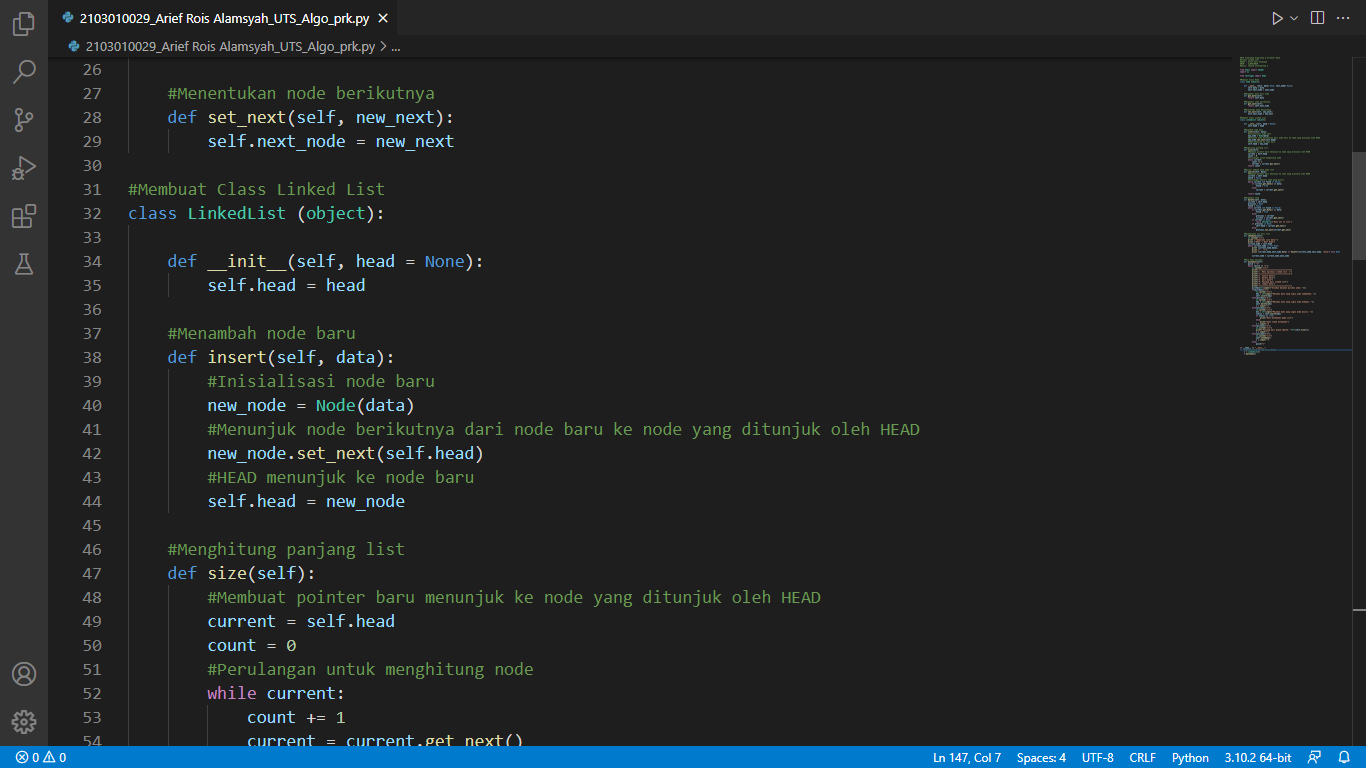 2103010029_Arief Rois Alamsyah_UTS_Algo_prk.py
2103010029_Arief Rois Alamsyah_UTS_Algo_prk.py > ...
26
27 #Menentukan node berikutnya
28 def set_next(self, new_next):
29 self.next_node = new_next
30
31 #Membuat Class Linked List
32 class LinkedList (object):
33
34 def __init__(self, head = None):
35 self.head = head
36
37 #Menambah node baru
38 def insert(self, data):
39 #Inisialisasi node baru
40 new_node = Node(data)
41 #Menunjuk node berikutnya dari node baru ke node yang ditunjuk oleh HEAD
42 new_node.set_next(self.head)
43 #HEAD menunjuk ke node baru
44 self.head = new_node
45
46 #Menghitung panjang list
47 def size(self):
48 #Membuat pointer baru menunjuk ke node yang ditunjuk oleh HEAD
49 current = self.head
50 count = 0
51 #Perulangan untuk menghitung node
52 while current:
53 count += 1
54 current = current.get_next()
0 0 Ln 147, Col 7 Spaces: 4 UTF-8 CRLF Python 3.10.2 64-bit